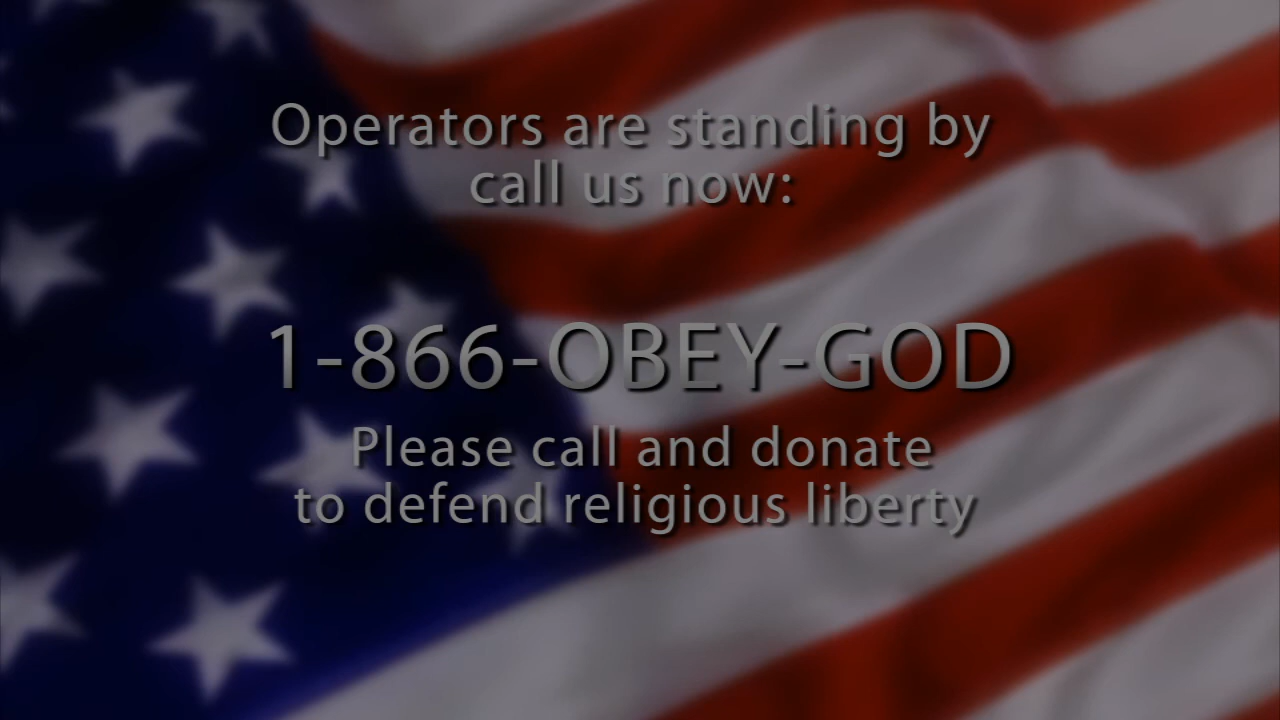 Operators are standing by
call us now:
1-866-OBEY-GOD
Please call and donate
to defend religious liberty